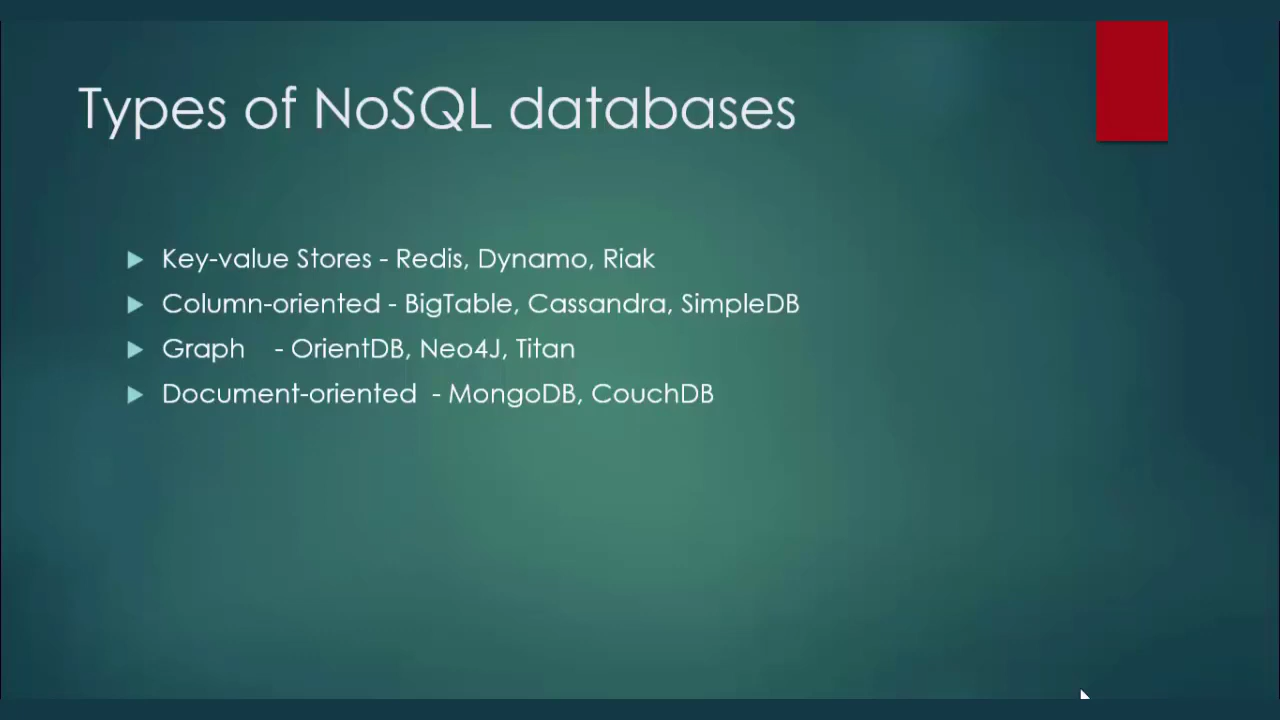 Types of NoSQL databases
Key-value Stores - Redis, Dynamo, Riak
Column-oriented - BigTable, Cassandra, SimpleDB
Graph - OrientDB, Neo4J, Titan
Document-oriented - MongoDB, CouchDB